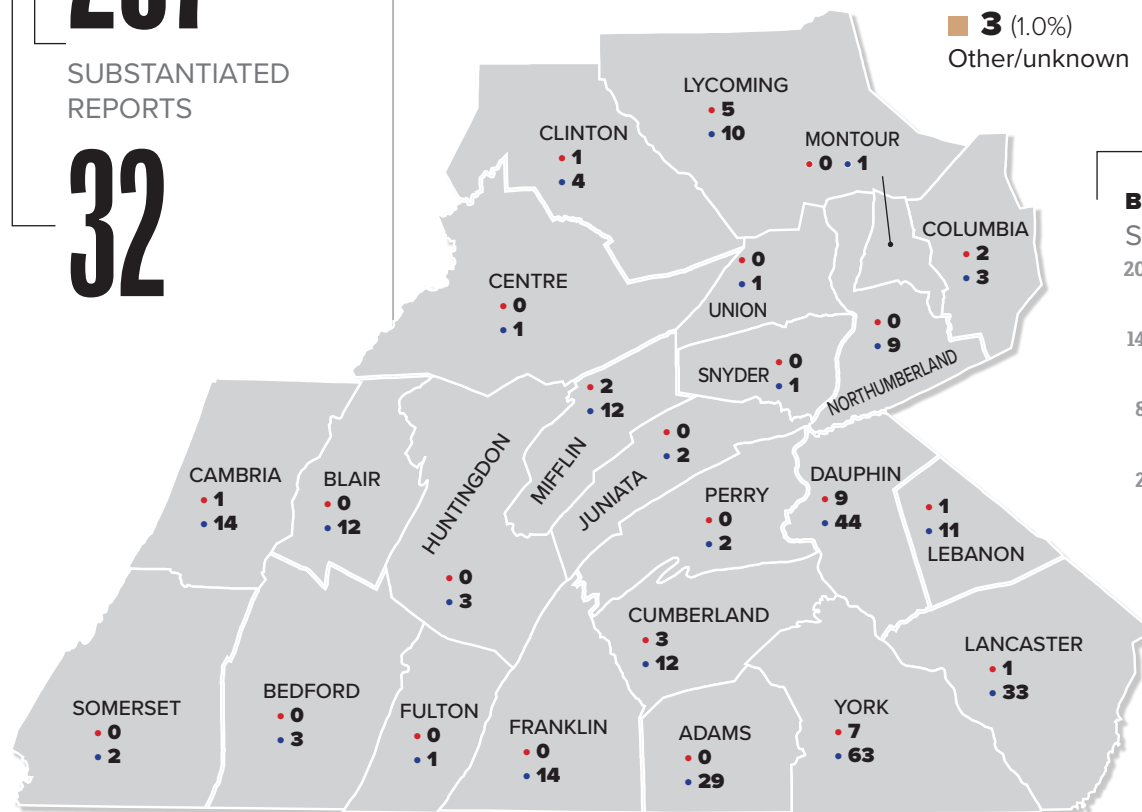 SUBSTANTIATED
REPORTS
32
3 (1.0%)
Other/unknown
LYCOMING
5
10
CLINTON
1
4
MONTOUR
0 1
COLUMBIA
2
3
CENTRE
0
1
0
1
UNION
0
9
NORTHUMBERLAND
SNYDER
0
1
2
12
MIFFLIN
0
2
JUNIATA
CAMBRIA
1
14
BLAIR
0
12
HUNTINGDON
0
3
PERRY
0
2
DAUPHIN
9
44
1
11
LEBANON
CUMBERLAND
3
12
LANCASTER
1
33
SOMERSET
0
2
BEDFORD
0
3
FULTON
0
1
FRANKLIN
0
14
ADAMS
0
29
YORK
7
63